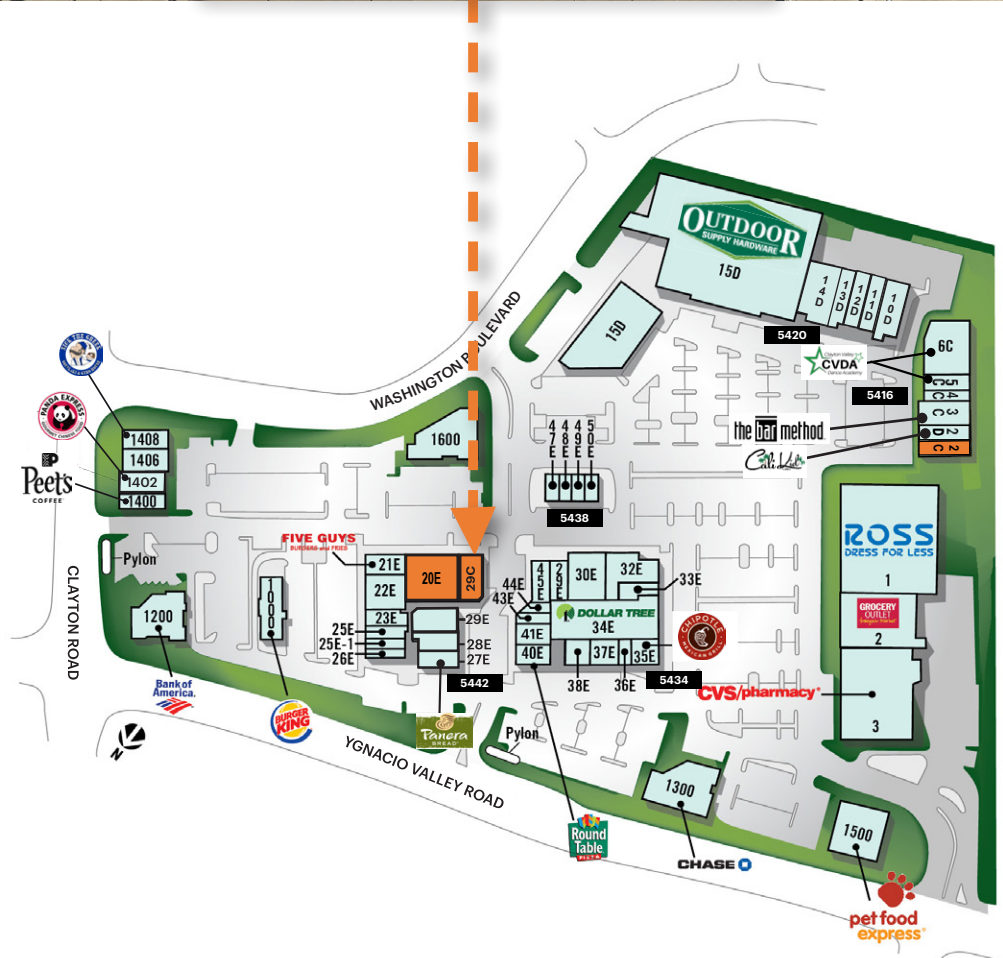 OUTDOOR
SUPPLY HARDWARE
15D
14D
13D
12D
11D
10D
15D
5420
6C
5C
4C
3C
2D
2C
Clayton Valley
CVDA
Dance Academy
5416
the bar method
Cali Kids
WASHINGTON BOULEVARD
PANDA EXPRESS
GOURMET CHINESE FOOD
Peet's
COFFEE
1408
1406
1402
1400
1600
47E
48E
49E
50E
5438
ROSS
DRESS FOR LESS
1
GROCERY
OUTLET
Bargain Market
2
CVS/pharmacy
3
Pylon
CLAYTON ROAD
1200
1000
Bank of
America.
BURGER
KING
FIVE GUYS
BURGERS and FRIES
21E
22E
23E
25E
25E-1
26E
20E
29C
29E
28E
27E
5442
Panera
BREAD
44E
43E
41E
40E
45E
30E
32E
33E
DOLLAR TREE
34E
38E
37E
36E
35E
5434
CHIPOTLE
MEXICAN GRILL
N
YGNACIO VALLEY ROAD
Pylon
Round
Table
PIZZA
1300
CHASE
1500
pet food
express